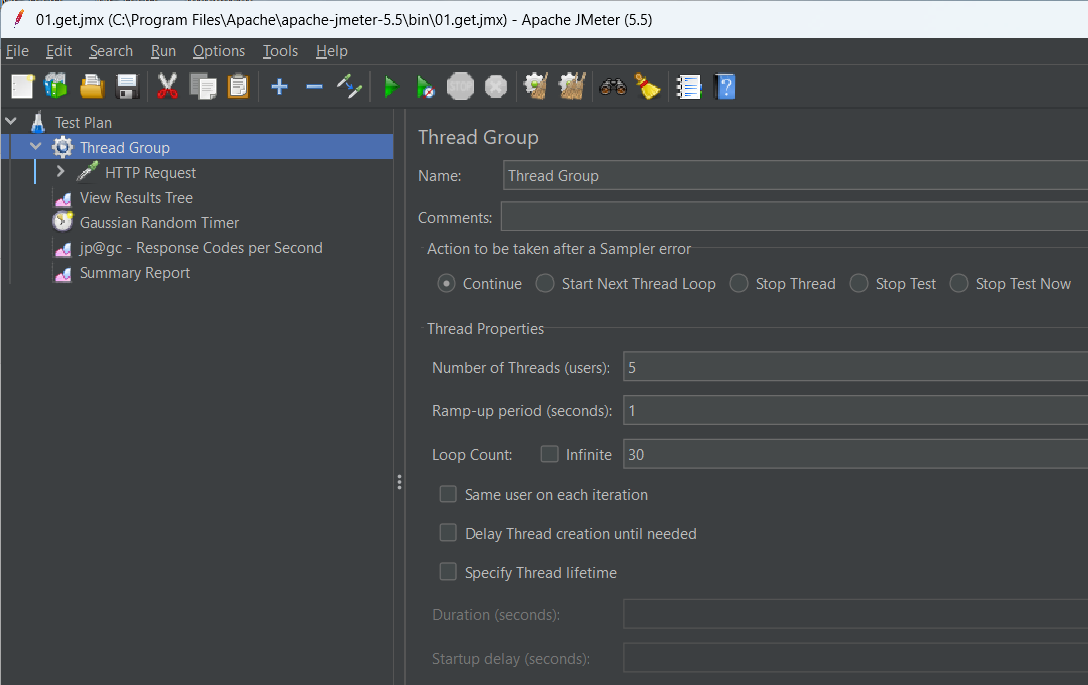 01.get.jmx (C:\Program Files\Apache\apache-jmeter-5.5\bin\01.get.jmx) - Apache JMeter (5.5)
File Edit Search Run Options Tools Help
STOP
Test Plan
Thread Group
HTTP Request
View Results Tree
Gaussian Random Timer
jp@gc - Response Codes per Second
Summary Report
Thread Group
Name: Thread Group
Comments:
Action to be taken after a Sampler error
Continue Start Next Thread Loop Stop Thread Stop Test Stop Test Now
Thread Properties
Number of Threads (users): 5
Ramp-up period (seconds): 1
Loop Count: Infinite 30
Same user on each iteration
Delay Thread creation until needed
Specify Thread lifetime
Duration (seconds):
Startup delay (seconds):